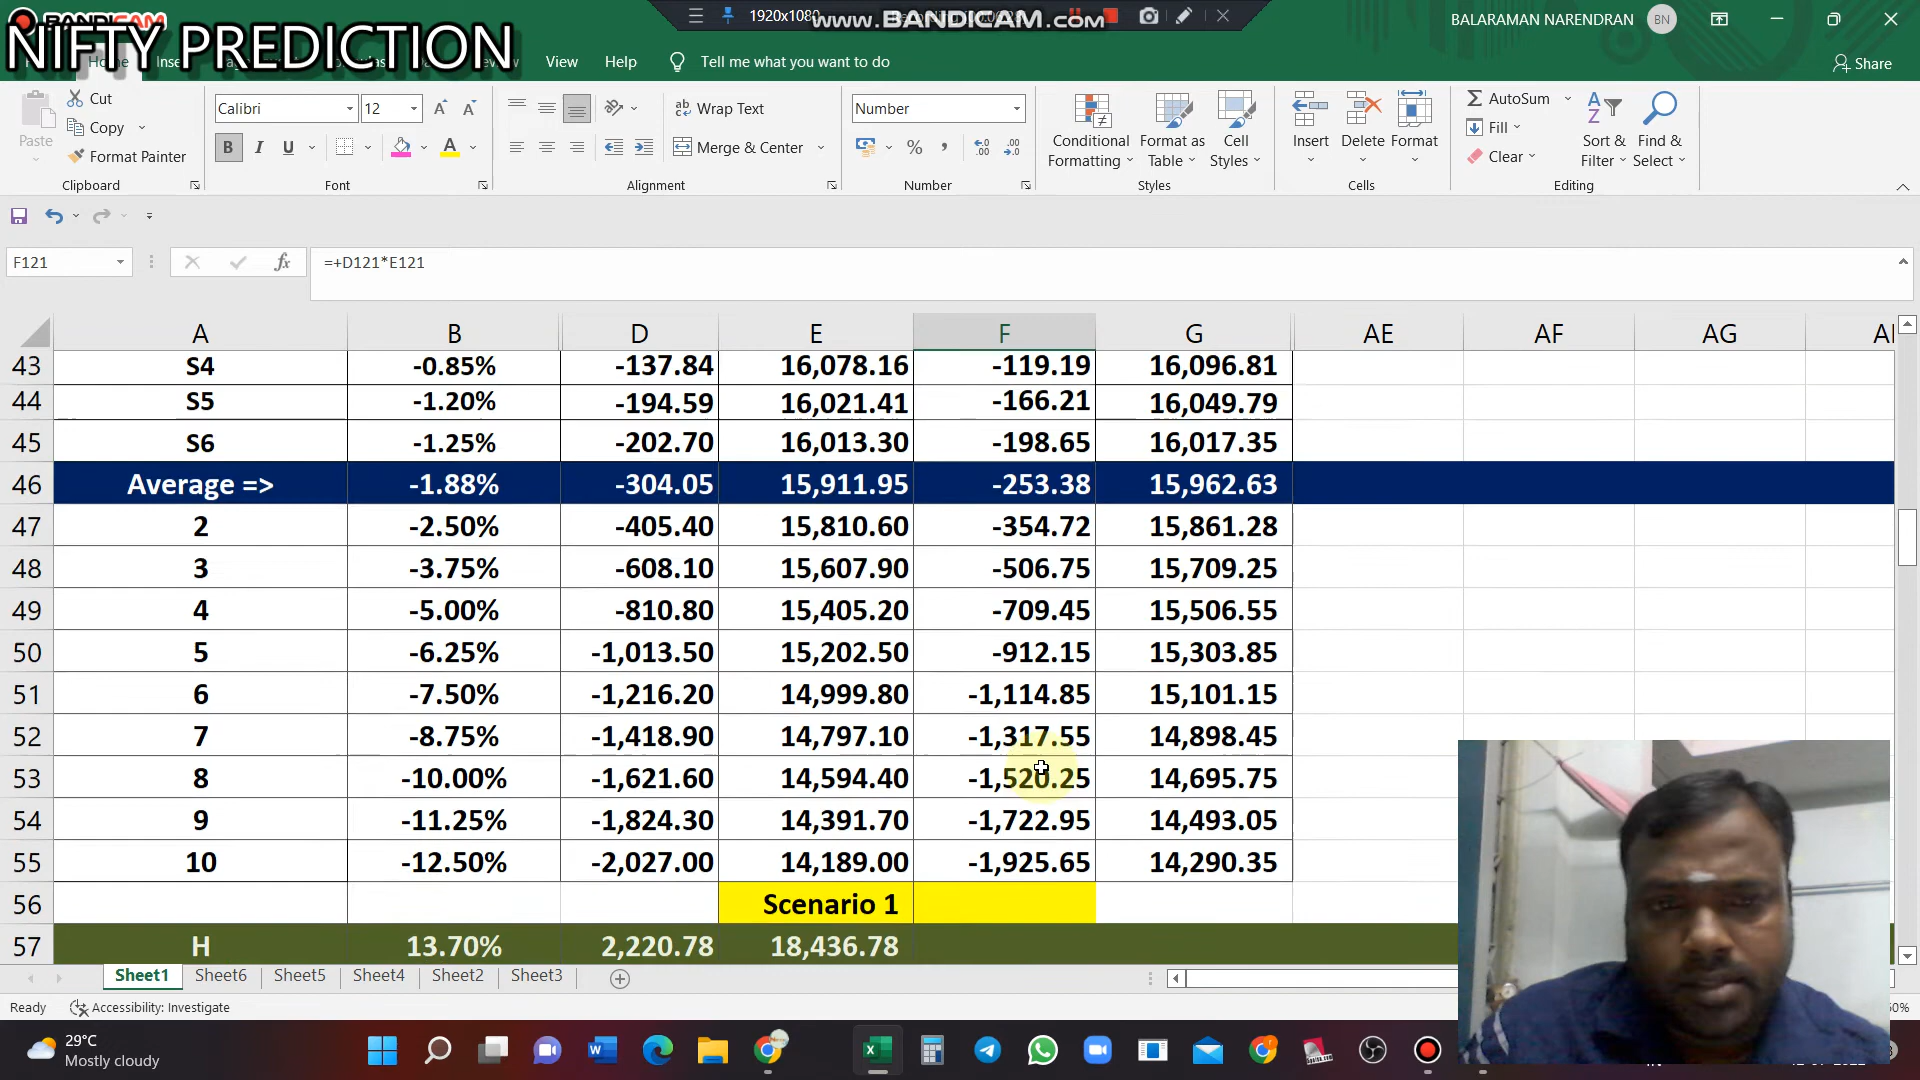 BANDICAM
NIFTY PREDICTION
1920x1080
www.BANDICAM.com
BALARAMAN NARENDRAN
BN
View
Help
Tell me what you want to do
Share
Paste
Cut
Copy
Format Painter
Clipboard
Calibri
12
B I U
Font
Wrap Text
Merge & Center
Alignment
Number
Number
Conditional Formatting
Format as Table
Cell Styles
Styles
Insert
Delete
Format
Cells
AutoSum
Fill
Clear
Sort & Filter
Find & Select
Editing
F121
=+D121*E121
A B D E F G AE AF AG
43 S4 -0.85% -137.84 16,078.16 -119.19 16,096.81
44 S5 -1.20% -194.59 16,021.41 -166.21 16,049.79
45 S6 -1.25% -202.70 16,013.30 -198.65 16,017.35
46 Average => -1.88% -304.05 15,911.95 -253.38 15,962.63
47 2 -2.50% -405.40 15,810.60 -354.72 15,861.28
48 3 -3.75% -608.10 15,607.90 -506.75 15,709.25
49 4 -5.00% -810.80 15,405.20 -709.45 15,506.55
50 5 -6.25% -1,013.50 15,202.50 -912.15 15,303.85
51 6 -7.50% -1,216.20 14,999.80 -1,114.85 15,101.15
52 7 -8.75% -1,418.90 14,797.10 -1,317.55 14,898.45
53 8 -10.00% -1,621.60 14,594.40 -1,520.25 14,695.75
54 9 -11.25% -1,824.30 14,391.70 -1,722.95 14,493.05
55 10 -12.50% -2,027.00 14,189.00 -1,925.65 14,290.35
56 Scenario 1
57 H 13.70% 2,220.78 18,436.78
Sheet1 Sheet6 Sheet5 Sheet4 Sheet2 Sheet3
Ready
Accessibility: Investigate
29°C
Mostly cloudy